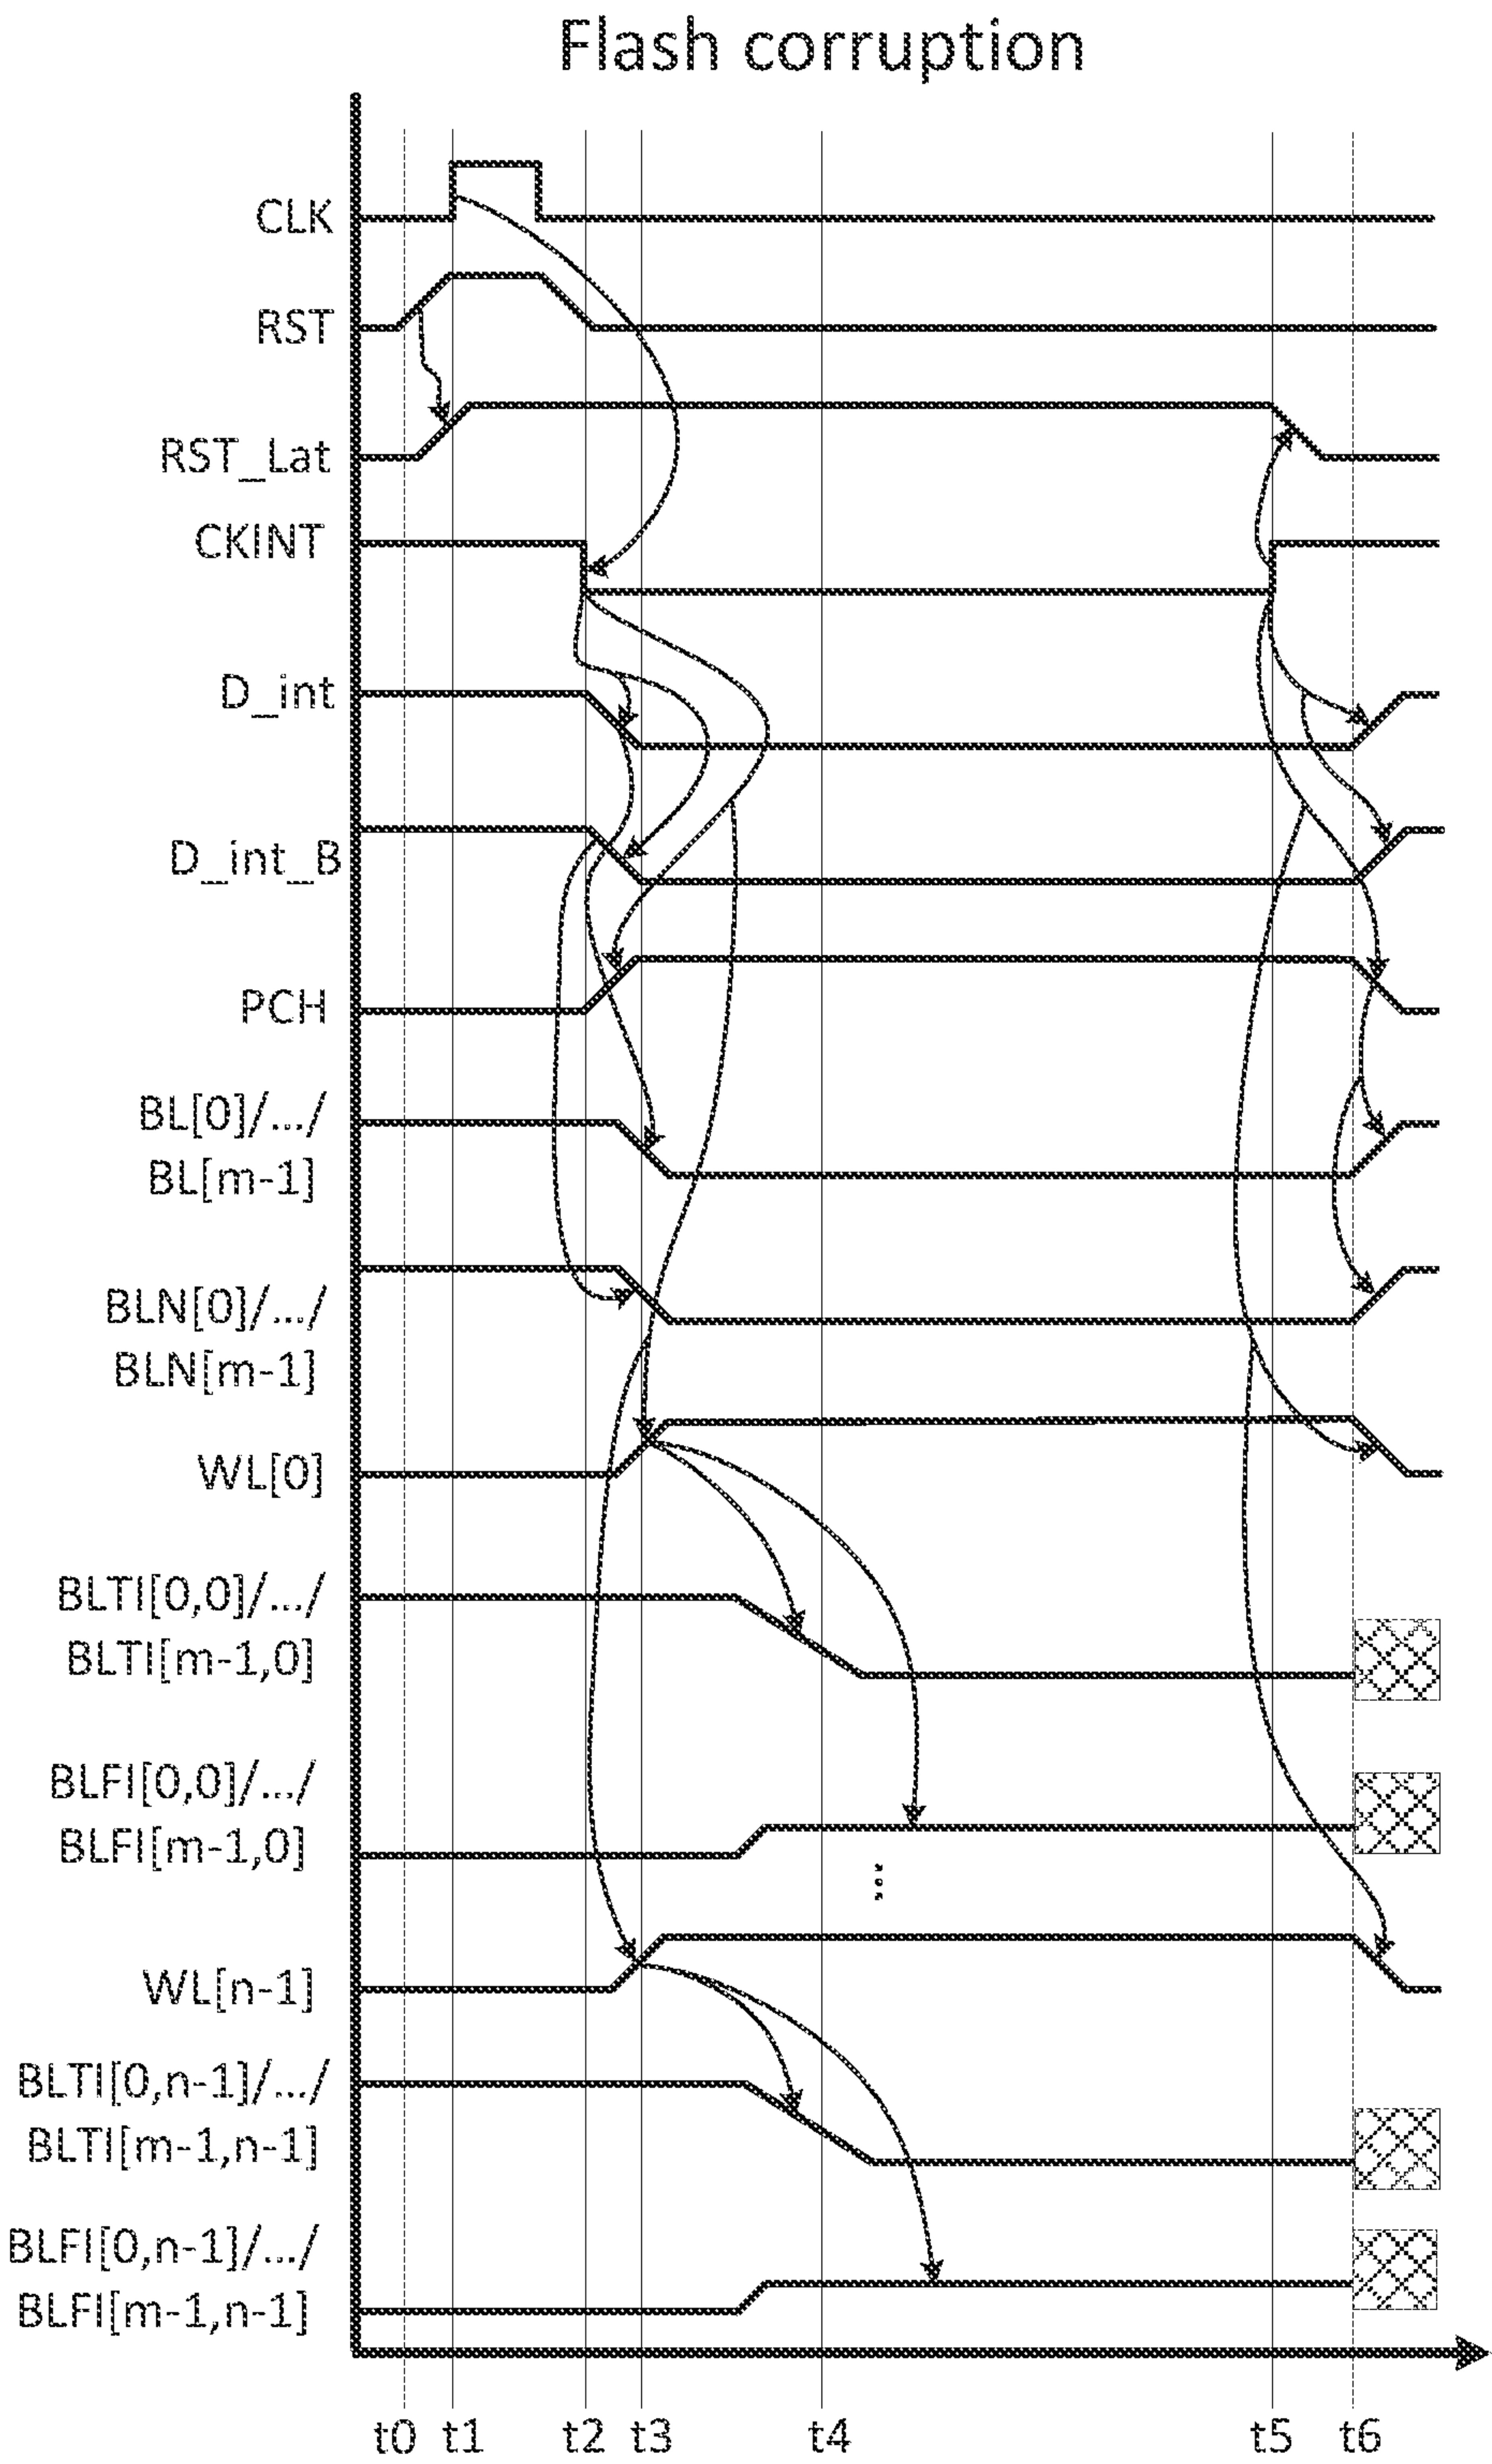 Flash corruption
CLK
RST
RST_Lat
CKINT
D_int
D_int_B
PCH
BL[0]/.../
BL[m-1]
BLN[0]/.../
BLN[m-1]
WL[0]
BLTI[0,0]/.../
BLTI[m-1,0]
BLFI[0,0]/.../
BLFI[m-1,0]
...
WL[n-1]
BLTI[0,n-1]/.../
BLTI[m-1,n-1]
BLFI[0,n-1]/.../
BLFI[m-1,n-1]
t0 t1 t2 t3 t4 t5 t6